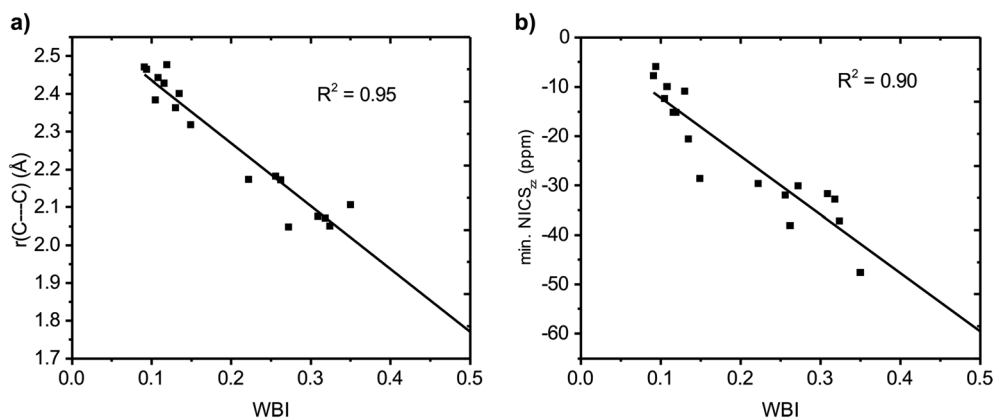 a)
R² = 0.95
r(C---C) (Å)
2.5
2.4
2.3
2.2
2.1
2.0
1.9
1.8
1.7
0.0 0.1 0.2 0.3 0.4 0.5
WBI
b)
R² = 0.90
min. NICSzz (ppm)
0
-10
-20
-30
-40
-50
-60
0.0 0.1 0.2 0.3 0.4 0.5
WBI